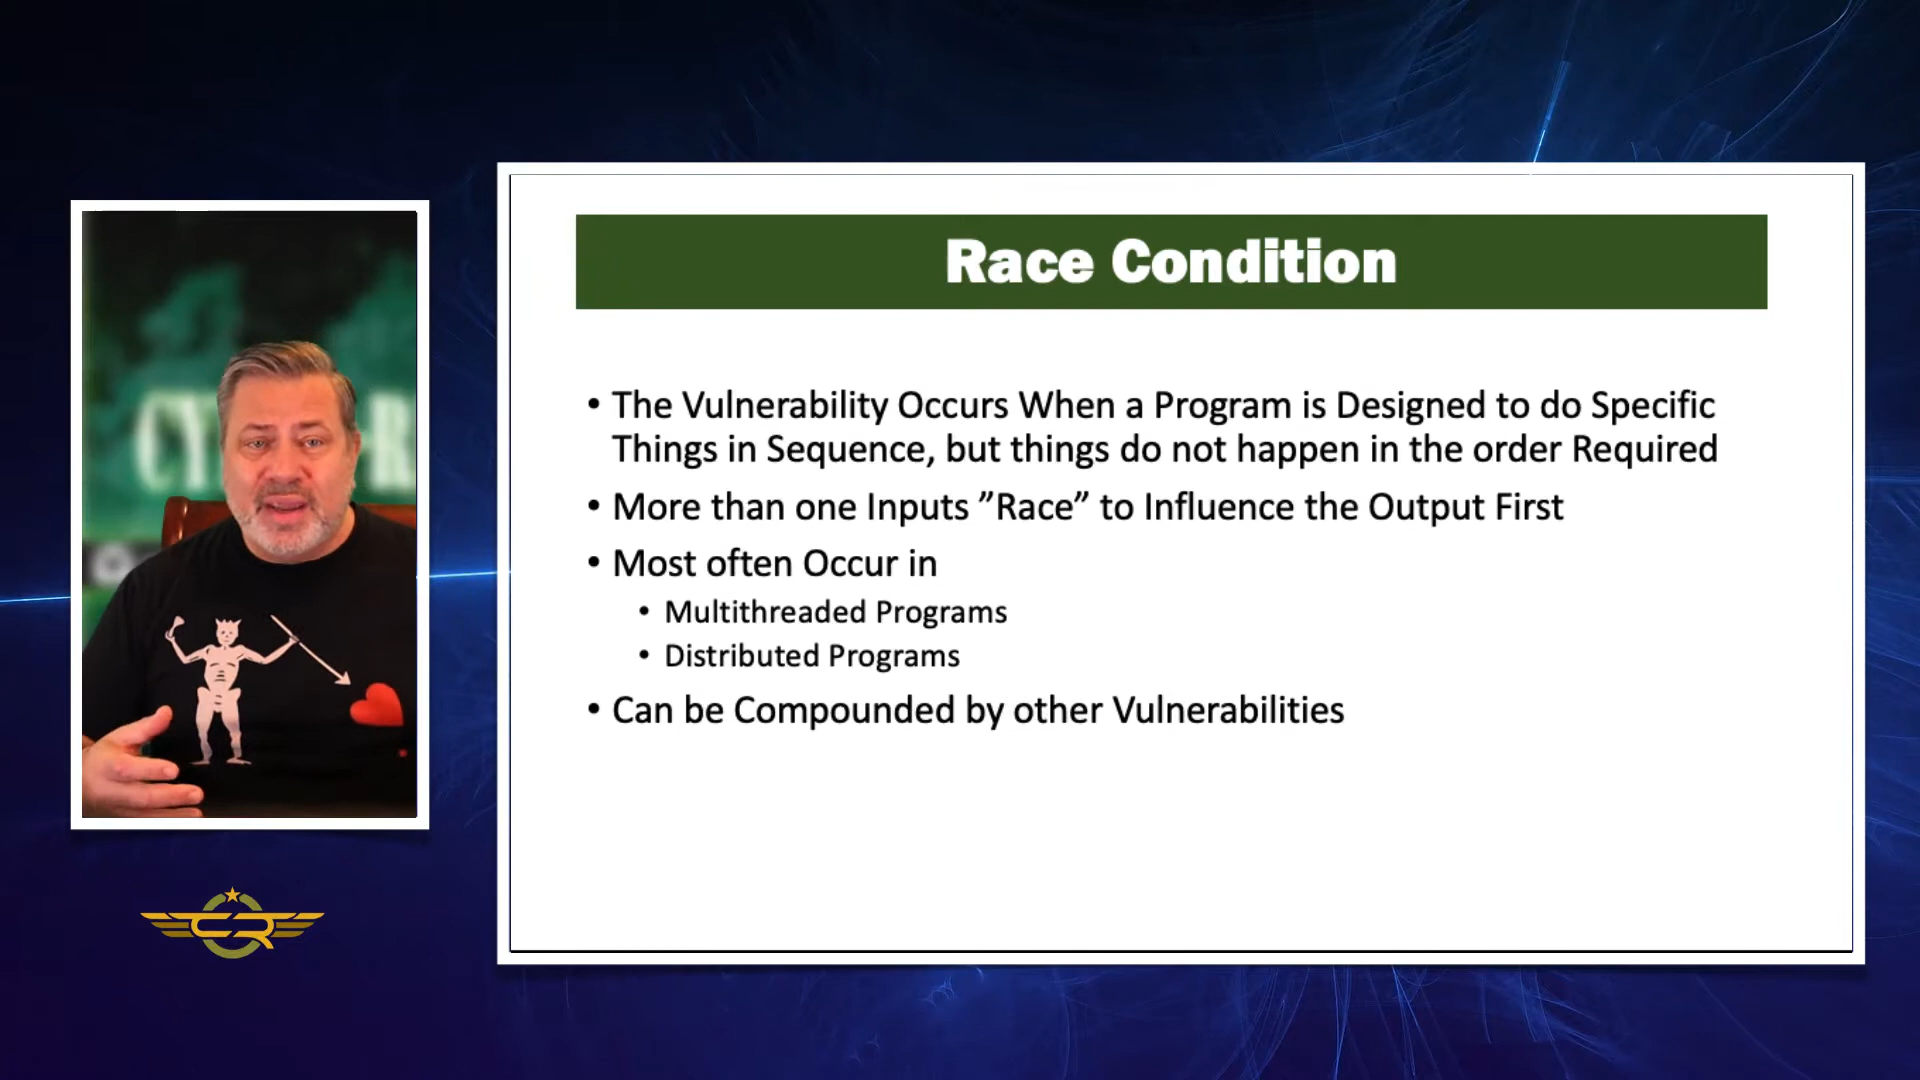 Race Condition
• The Vulnerability Occurs When a Program is Designed to do Specific
Things in Sequence, but things do not happen in the order Required
• More than one Inputs ”Race” to Influence the Output First
• Most often Occur in
• Multithreaded Programs
• Distributed Programs
• Can be Compounded by other Vulnerabilities
CR